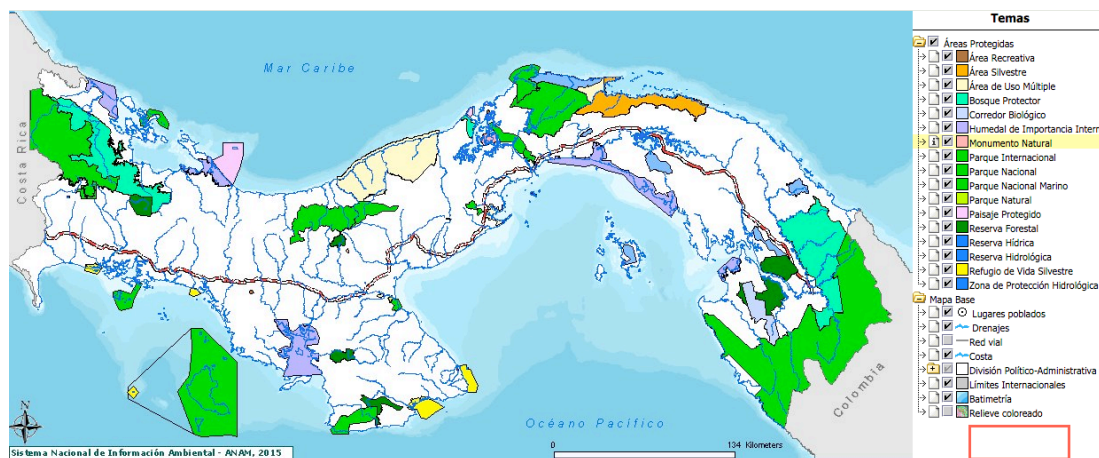 Costa Rica
Mar Caribe
Colombia
Océano Pacífico
N
0
134 Kilometers
Sistema Nacional de Información Ambiental - ANAM, 2015
Temas
Áreas Protegidas
Área Recreativa
Área Silvestre
Área de Uso Múltiple
Bosque Protector
Corredor Biológico
Humedal de Importancia Intern
Monumento Natural
Parque Internacional
Parque Nacional
Parque Nacional Marino
Parque Natural
Paisaje Protegido
Reserva Forestal
Reserva Hídrica
Reserva Hidrológica
Refugio de Vida Silvestre
Zona de Protección Hidrológica
Mapa Base
Lugares poblados
Drenajes
Red vial
Costa
División Político-Administrativa
Límites Internacionales
Batimetría
Relieve coloreado